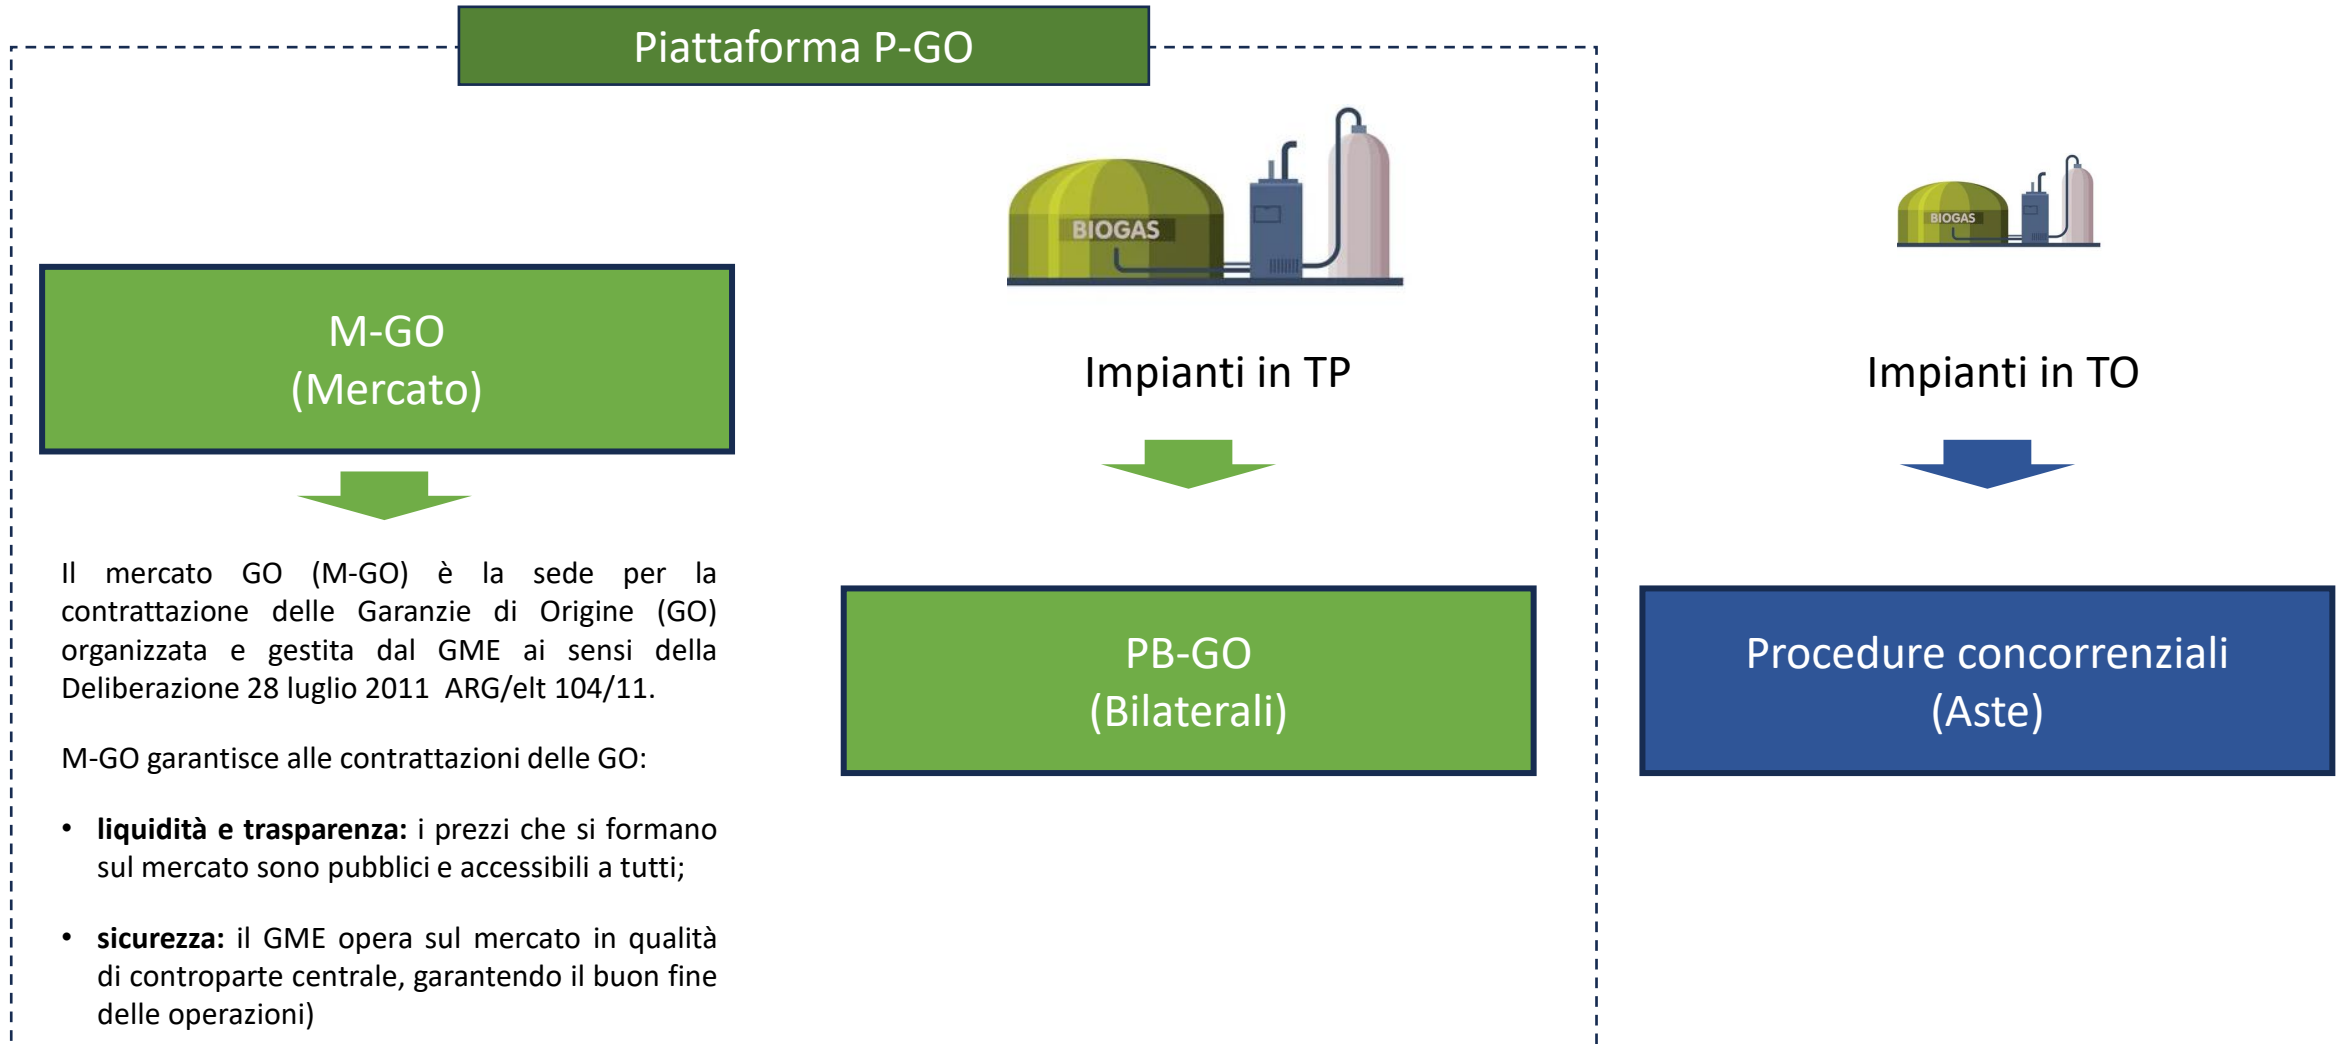 Piattaforma P-GO
M-GO
(Mercato)
Il mercato GO (M-GO) è la sede per la
contrattazione delle Garanzie di Origine (GO)
organizzata e gestita dal GME ai sensi della
Deliberazione 28 luglio 2011 ARG/elt 104/11.
M-GO garantisce alle contrattazioni delle GO:
• liquidità e trasparenza: i prezzi che si formano
sul mercato sono pubblici e accessibili a tutti;
• sicurezza: il GME opera sul mercato in qualità
di controparte centrale, garantendo il buon fine
delle operazioni)
BIOGAS
Impianti in TP
PB-GO
(Bilaterali)
BIOGAS
Impianti in TO
Procedure concorrenziali
(Aste)